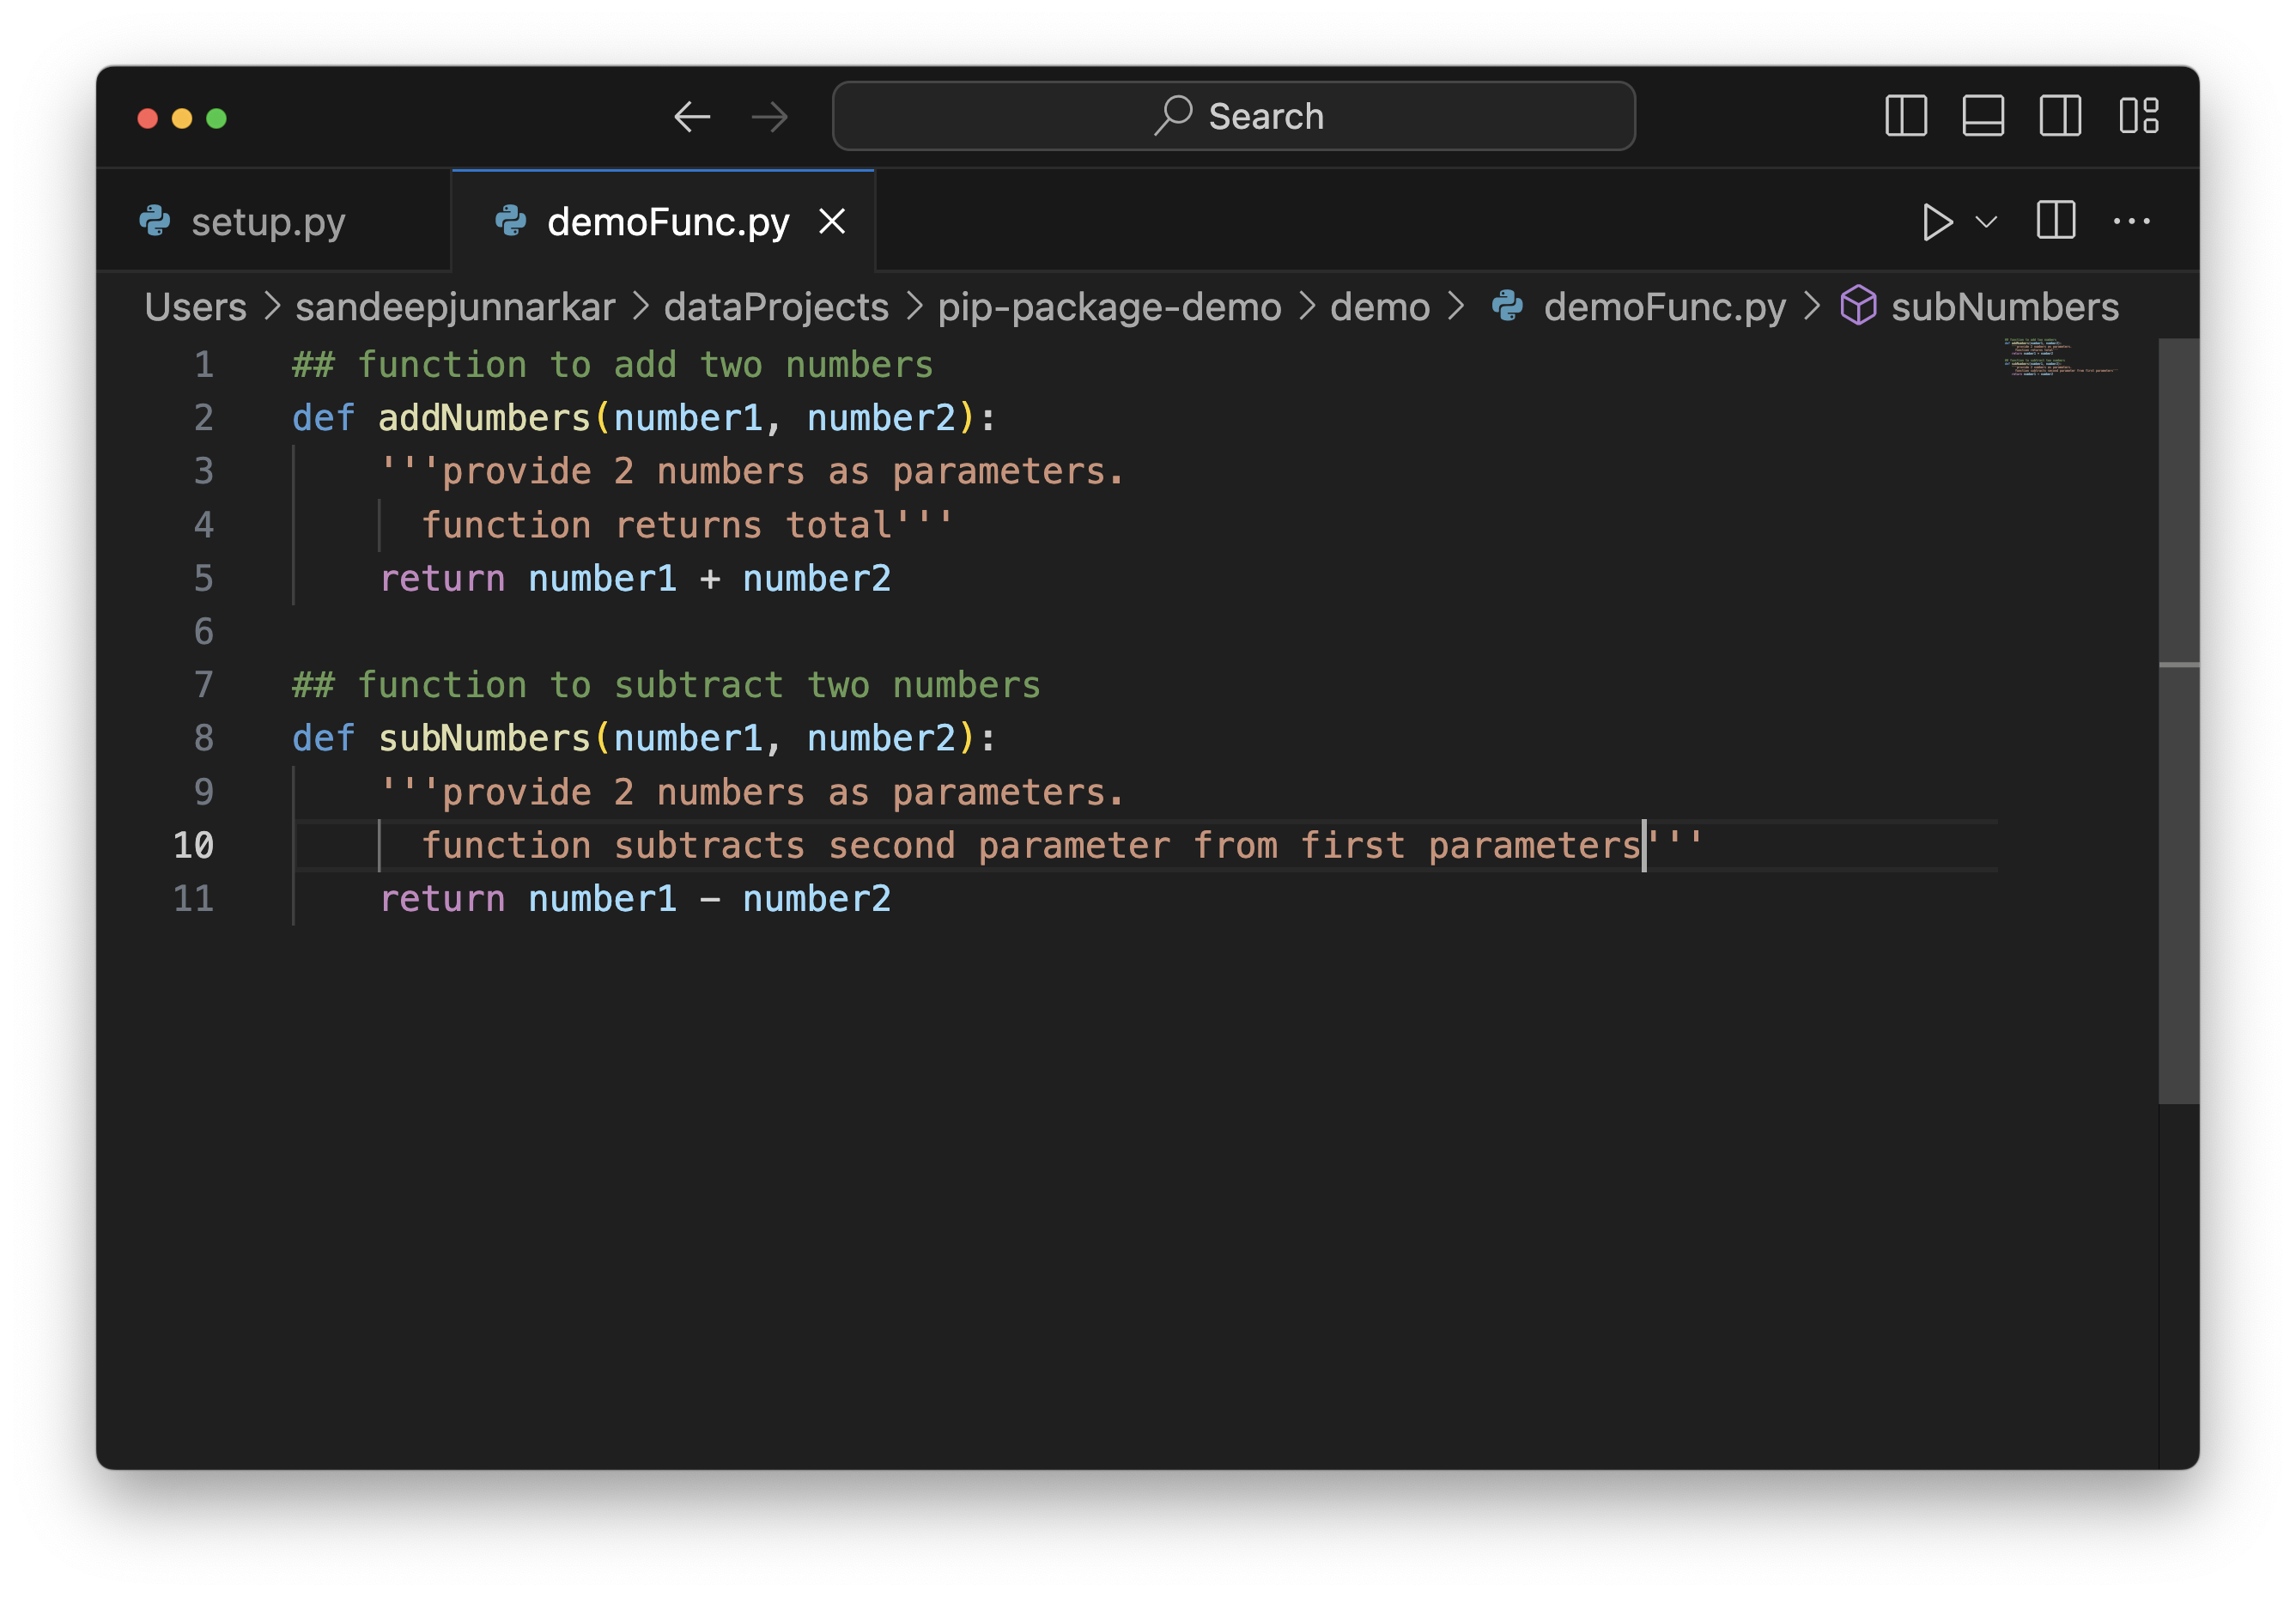 Search
setup.py
demoFunc.py
Users > sandeepjunnarkar > dataProjects > pip-package-demo > demo > demoFunc.py > subNumbers
1 ## function to add two numbers
2 def addNumbers(number1, number2):
3     '''provide 2 numbers as parameters.
4       function returns total'''
5     return number1 + number2
6
7 ## function to subtract two numbers
8 def subNumbers(number1, number2):
9     '''provide 2 numbers as parameters.
10       function subtracts second parameter from first parameters'''
11     return number1 - number2